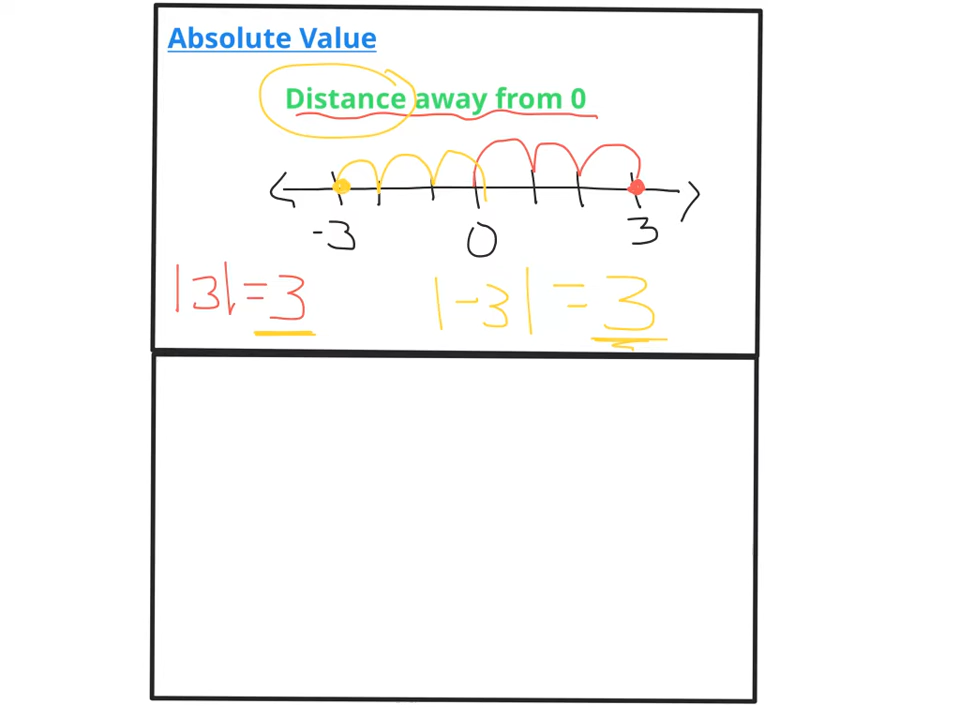 Absolute Value
Distance away from 0
-3 0 3
|3| = 3 |-3| = 3